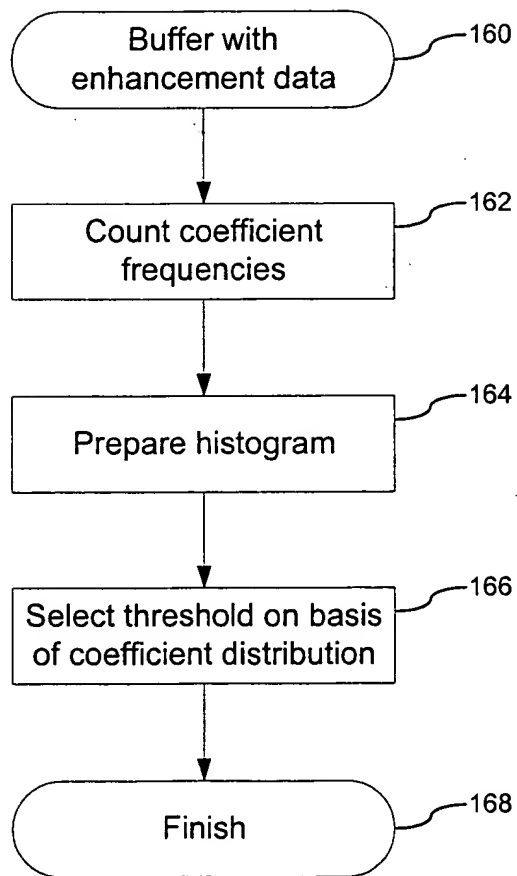 Buffer with
enhancement data
160
Count coefficient
frequencies
162
Prepare histogram
164
Select threshold on basis
of coefficient distribution
166
Finish
168